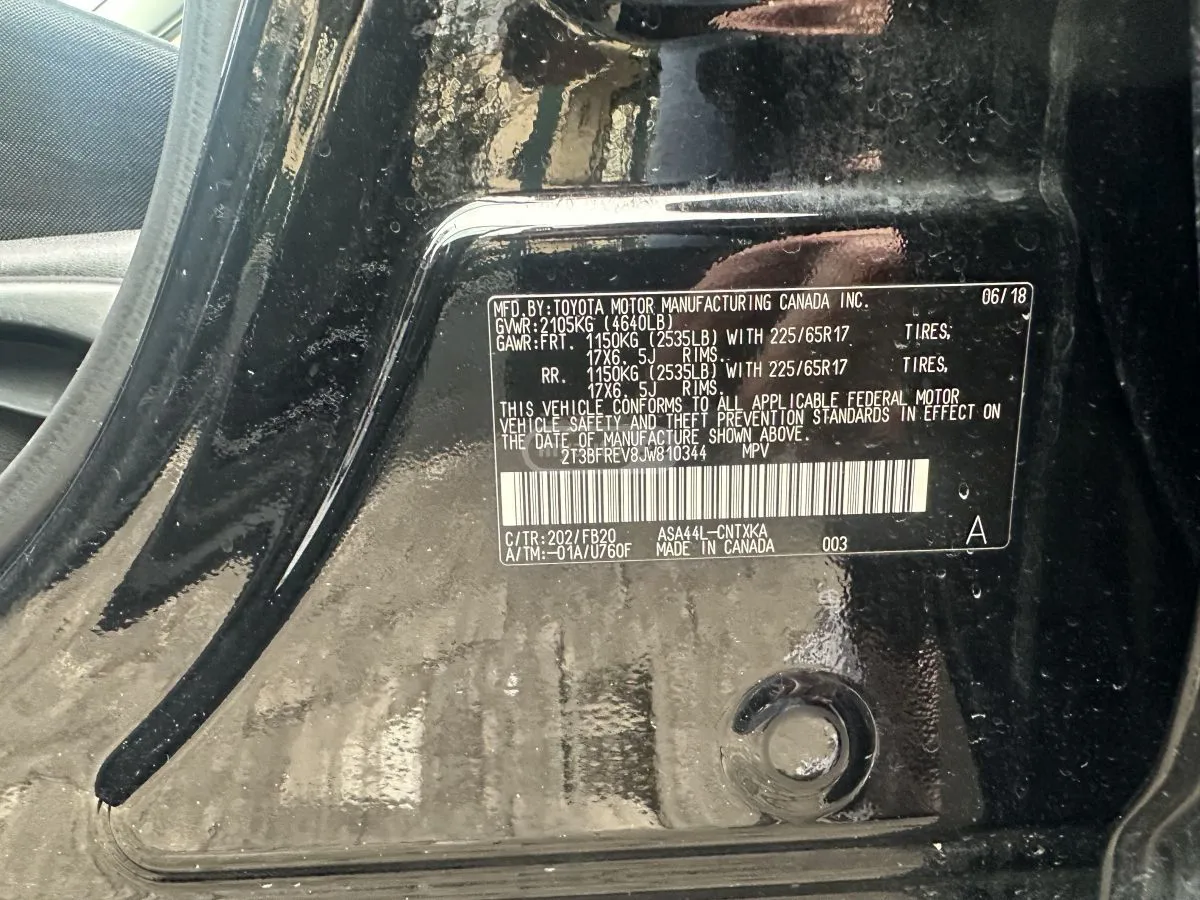 MFD. BY:TOYOTA MOTOR MANUFACTURING CANADA INC. 06/18
GVWR:2105KG (4640LB)
GAWR:FRT. 1150KG (2535LB) WITH 225/65R17 TIRES,
17X6. 5J RIMS.
RR. 1150KG (2535LB) WITH 225/65R17 TIRES,
17X6. 5J RIMS.
THIS VEHICLE CONFORMS TO ALL APPLICABLE FEDERAL MOTOR
VEHICLE SAFETY AND THEFT PREVENTION STANDARDS IN EFFECT ON
THE DATE OF MANUFACTURE SHOWN ABOVE.
2T3BFREV8JW810344 MPV
C/TR:202/FB20 ASA44L-CNTXKA
A/TM:-01A/U760F MADE IN CANADA 003 A